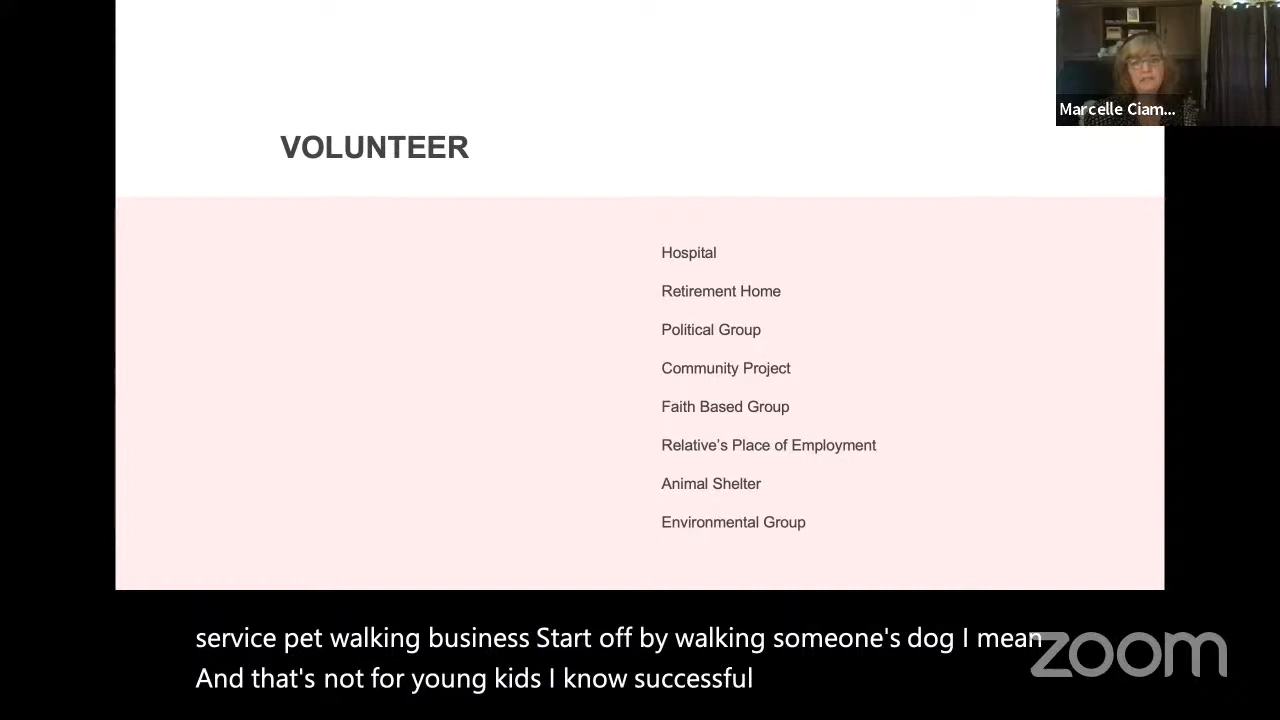 Marcelle Ciam...
VOLUNTEER
Hospital
Retirement Home
Political Group
Community Project
Faith Based Group
Relative's Place of Employment
Animal Shelter
Environmental Group
service pet walking business Start off by walking someone's dog I mean
And that's not for young kids I know successful
zoom